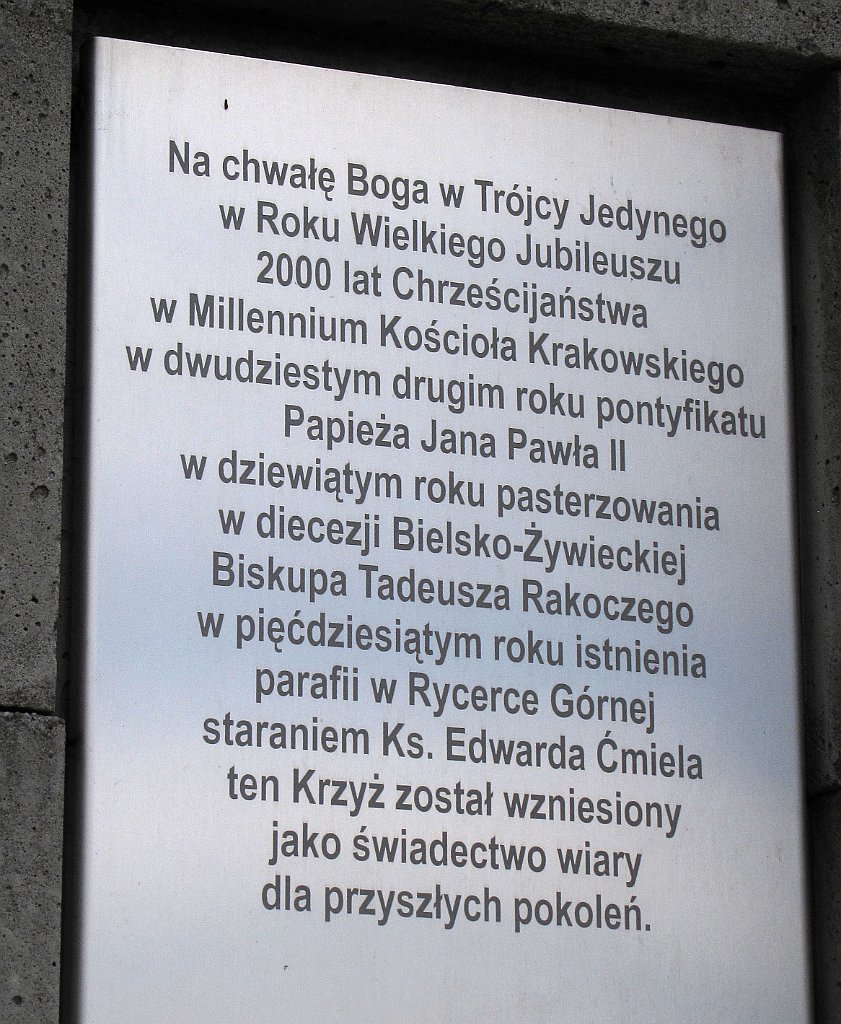 Na chwałę Boga w Trójcy Jedynego
w Roku Wielkiego Jubileuszu
2000 lat Chrześcijaństwa
w Millennium Kościoła Krakowskiego
w dwudziestym drugim roku pontyfikatu
Papieża Jana Pawła II
w dziewiątym roku pasterzowania
w diecezji Bielsko-Żywieckiej
Biskupa Tadeusza Rakoczego
w pięćdziesiątym roku istnienia
parafii w Rycerce Górnej
staraniem Ks. Edwarda Ćmiela
ten Krzyż został wzniesiony
jako świadectwo wiary
dla przyszłych pokoleń.